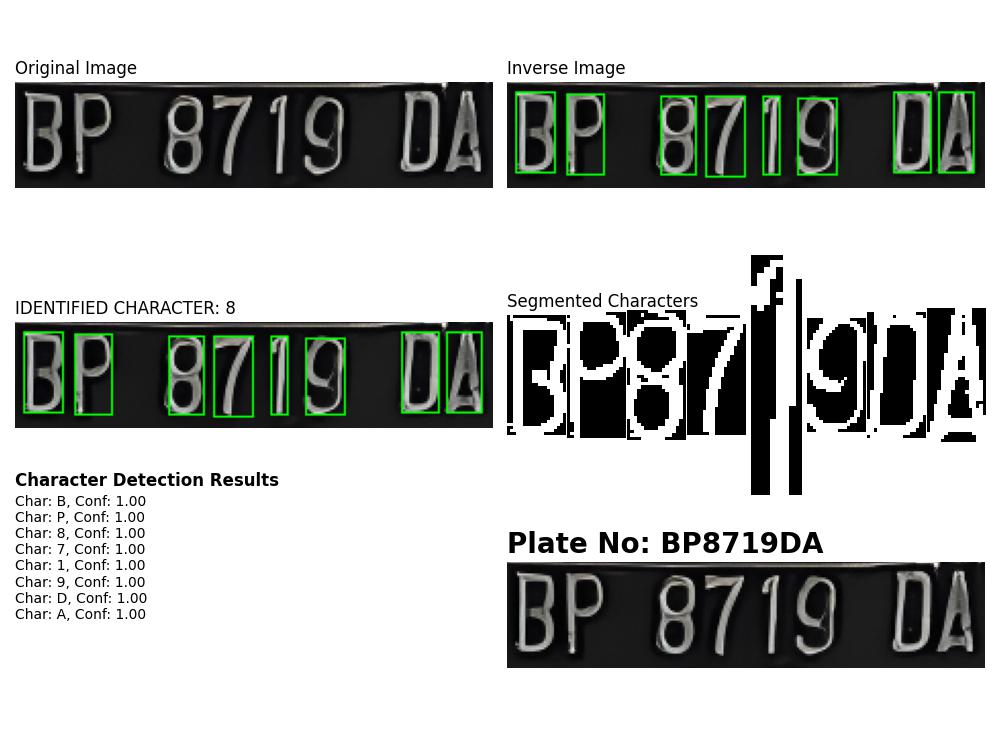 Original Image
BP 8719 DA
Inverse Image
BP 8719 DA
IDENTIFIED CHARACTER: 8
BP 8719 DA
Segmented Characters
BP8719DA
Character Detection Results
Char: B, Conf: 1.00
Char: P, Conf: 1.00
Char: 8, Conf: 1.00
Char: 7, Conf: 1.00
Char: 1, Conf: 1.00
Char: 9, Conf: 1.00
Char: D, Conf: 1.00
Char: A, Conf: 1.00
Plate No: BP8719DA
BP 8719 DA